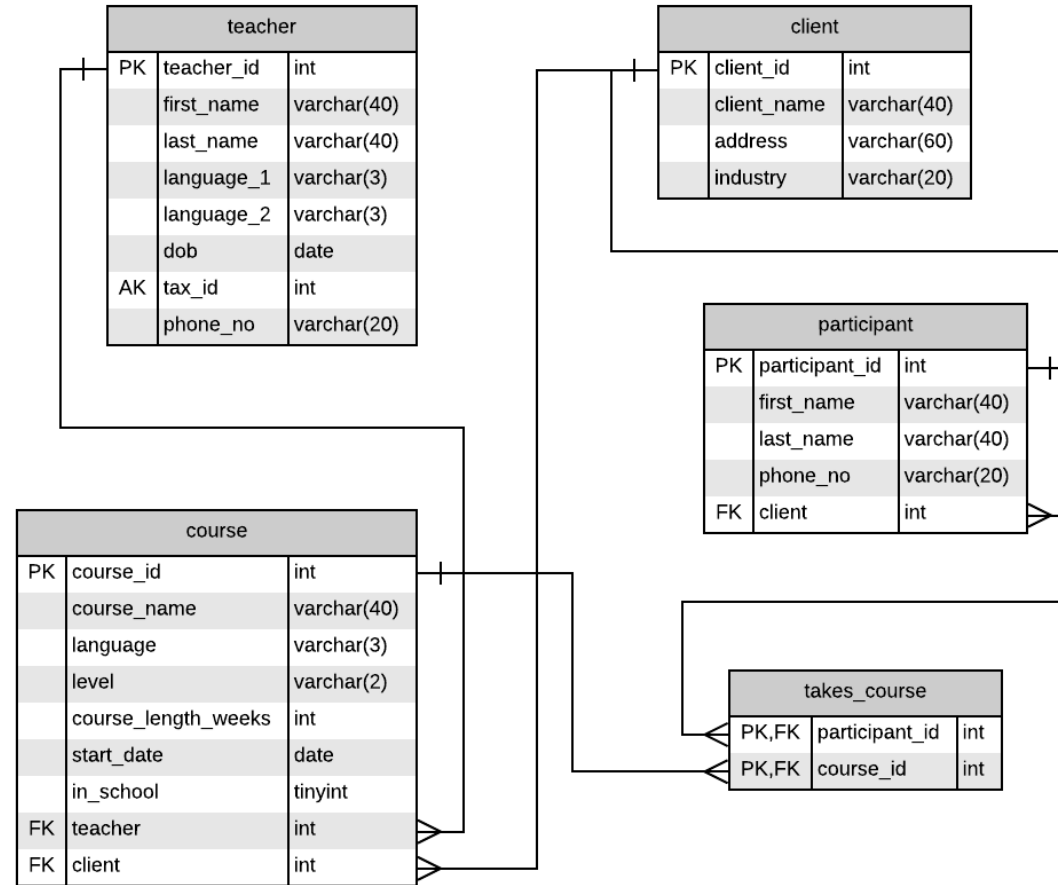 teacher
PK teacher_id int
first_name varchar(40)
last_name varchar(40)
language_1 varchar(3)
language_2 varchar(3)
dob date
AK tax_id int
phone_no varchar(20)
client
PK client_id int
client_name varchar(40)
address varchar(60)
industry varchar(20)
participant
PK participant_id int
first_name varchar(40)
last_name varchar(40)
phone_no varchar(20)
FK client int
course
PK course_id int
course_name varchar(40)
language varchar(3)
level varchar(2)
course_length_weeks int
start_date date
in_school tinyint
FK teacher int
FK client int
takes_course
PK,FK participant_id int
PK,FK course_id int